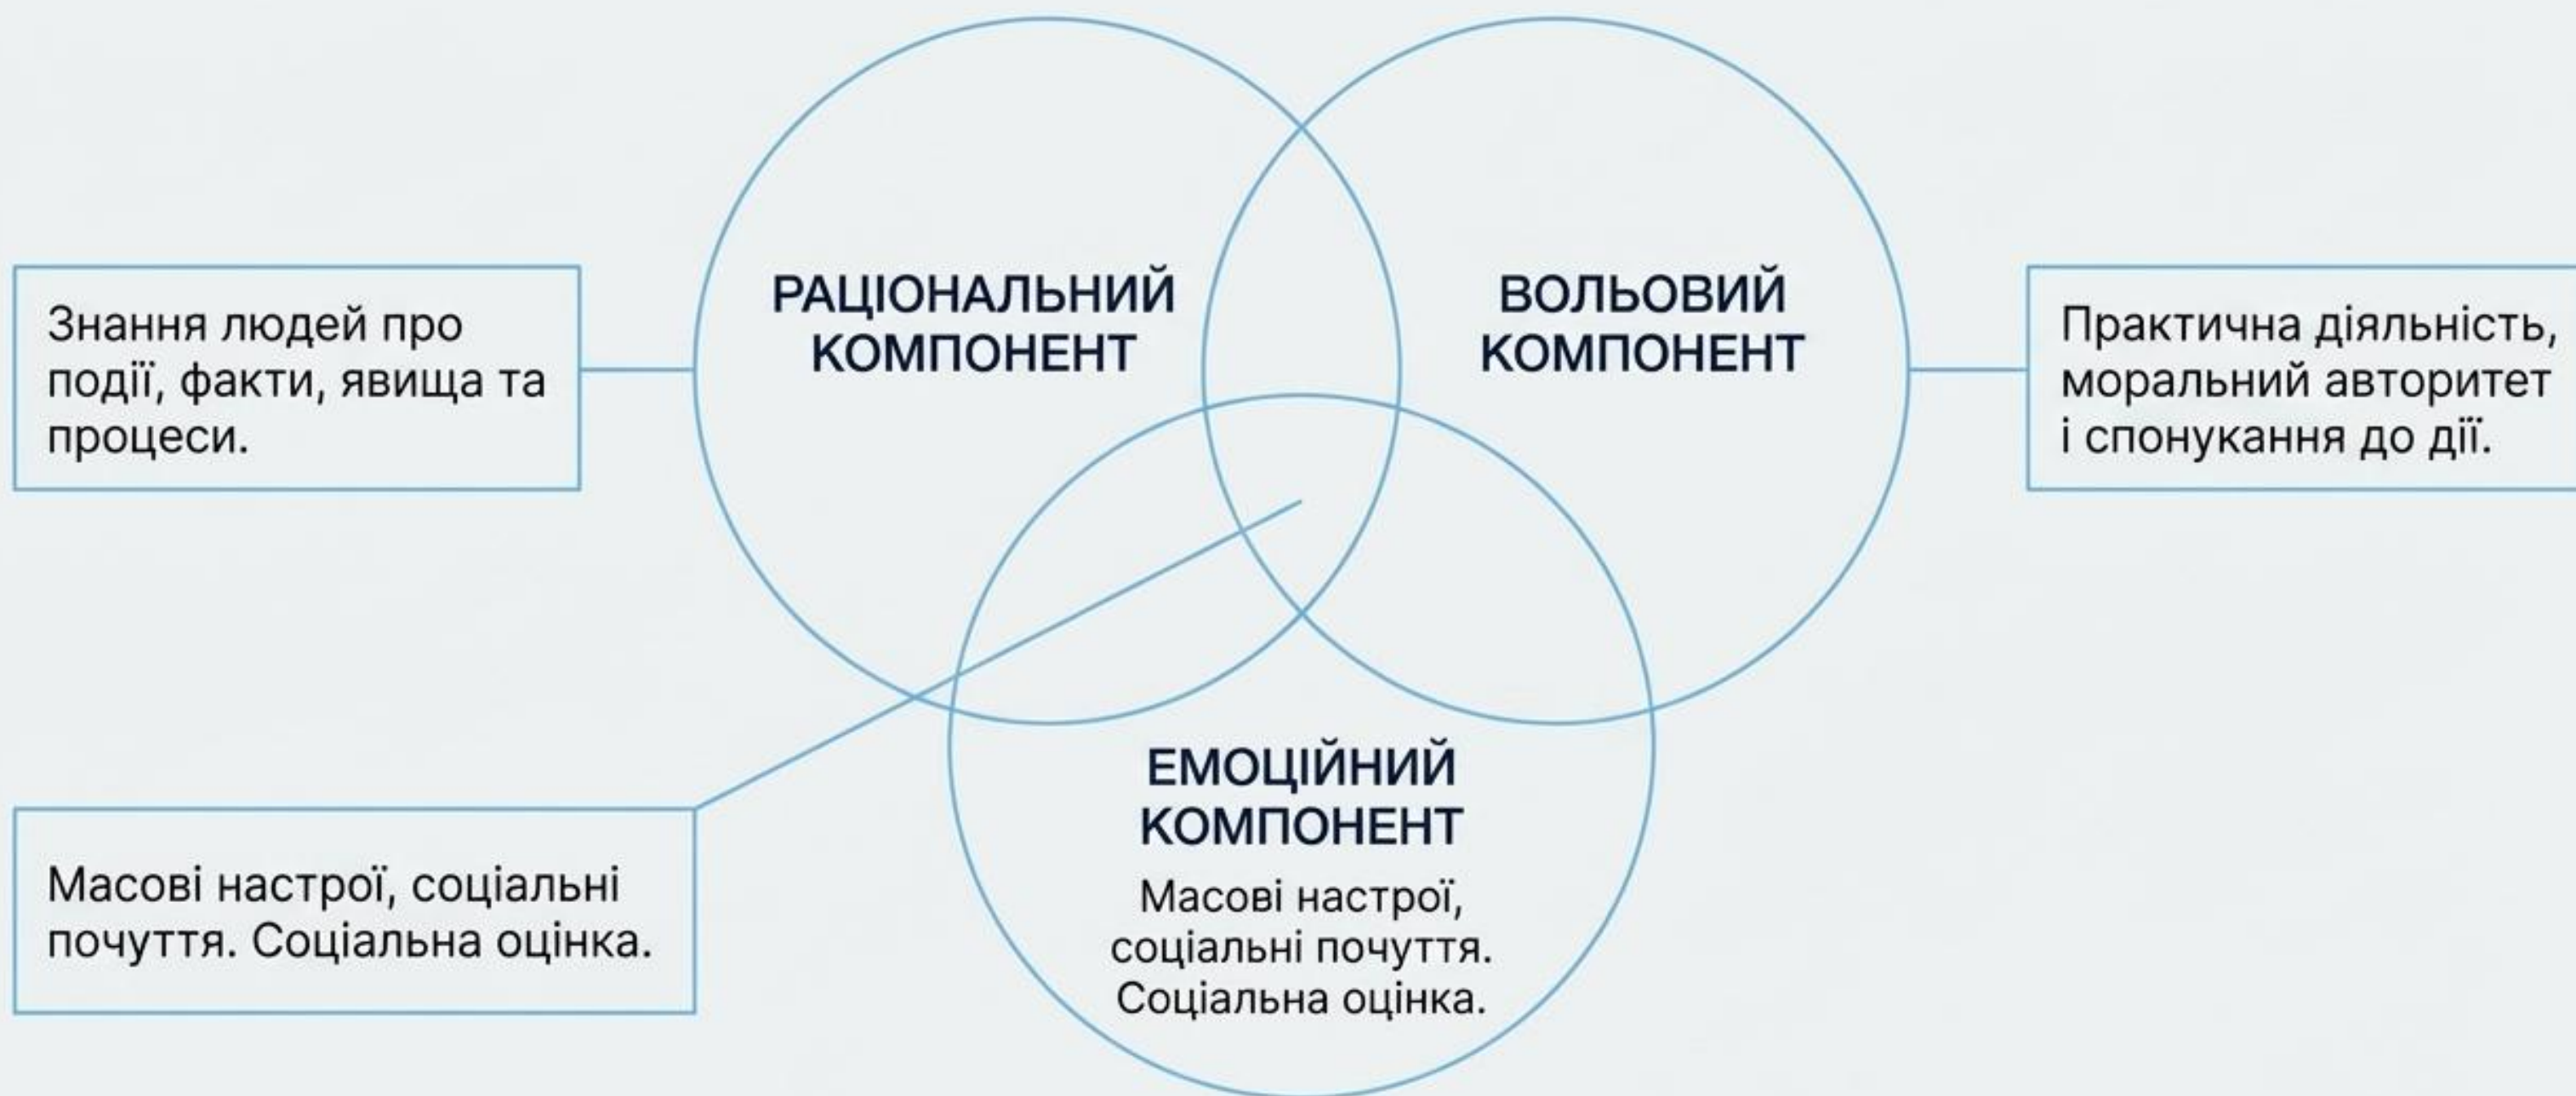 РАЦІОНАЛЬНИЙ
КОМПОНЕНТ
ВОЛЬОВИЙ
КОМПОНЕНТ
Знання людей про
події, факти, явища та
процеси.
Практична діяльність,
моральний авторитет
і спонукання до дії.
ЕМОЦІЙНИЙ
КОМПОНЕНТ
Масові настрої,
соціальні почуття.
Соціальна оцінка.
Масові настрої, соціальні
почуття. Соціальна оцінка.